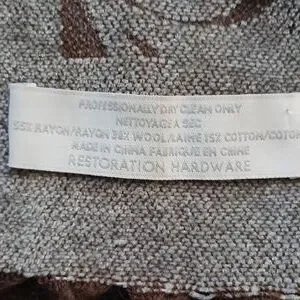 PROFESSIONALLY DRY CLEAN ONLY
NETTOYAGE A SEC
55% RAYON/RAYON 30% WOOL/LAINE 15% COTTON/COTON
MADE IN CHINA FABRIQUE EN CHINE
RESTORATION HARDWARE